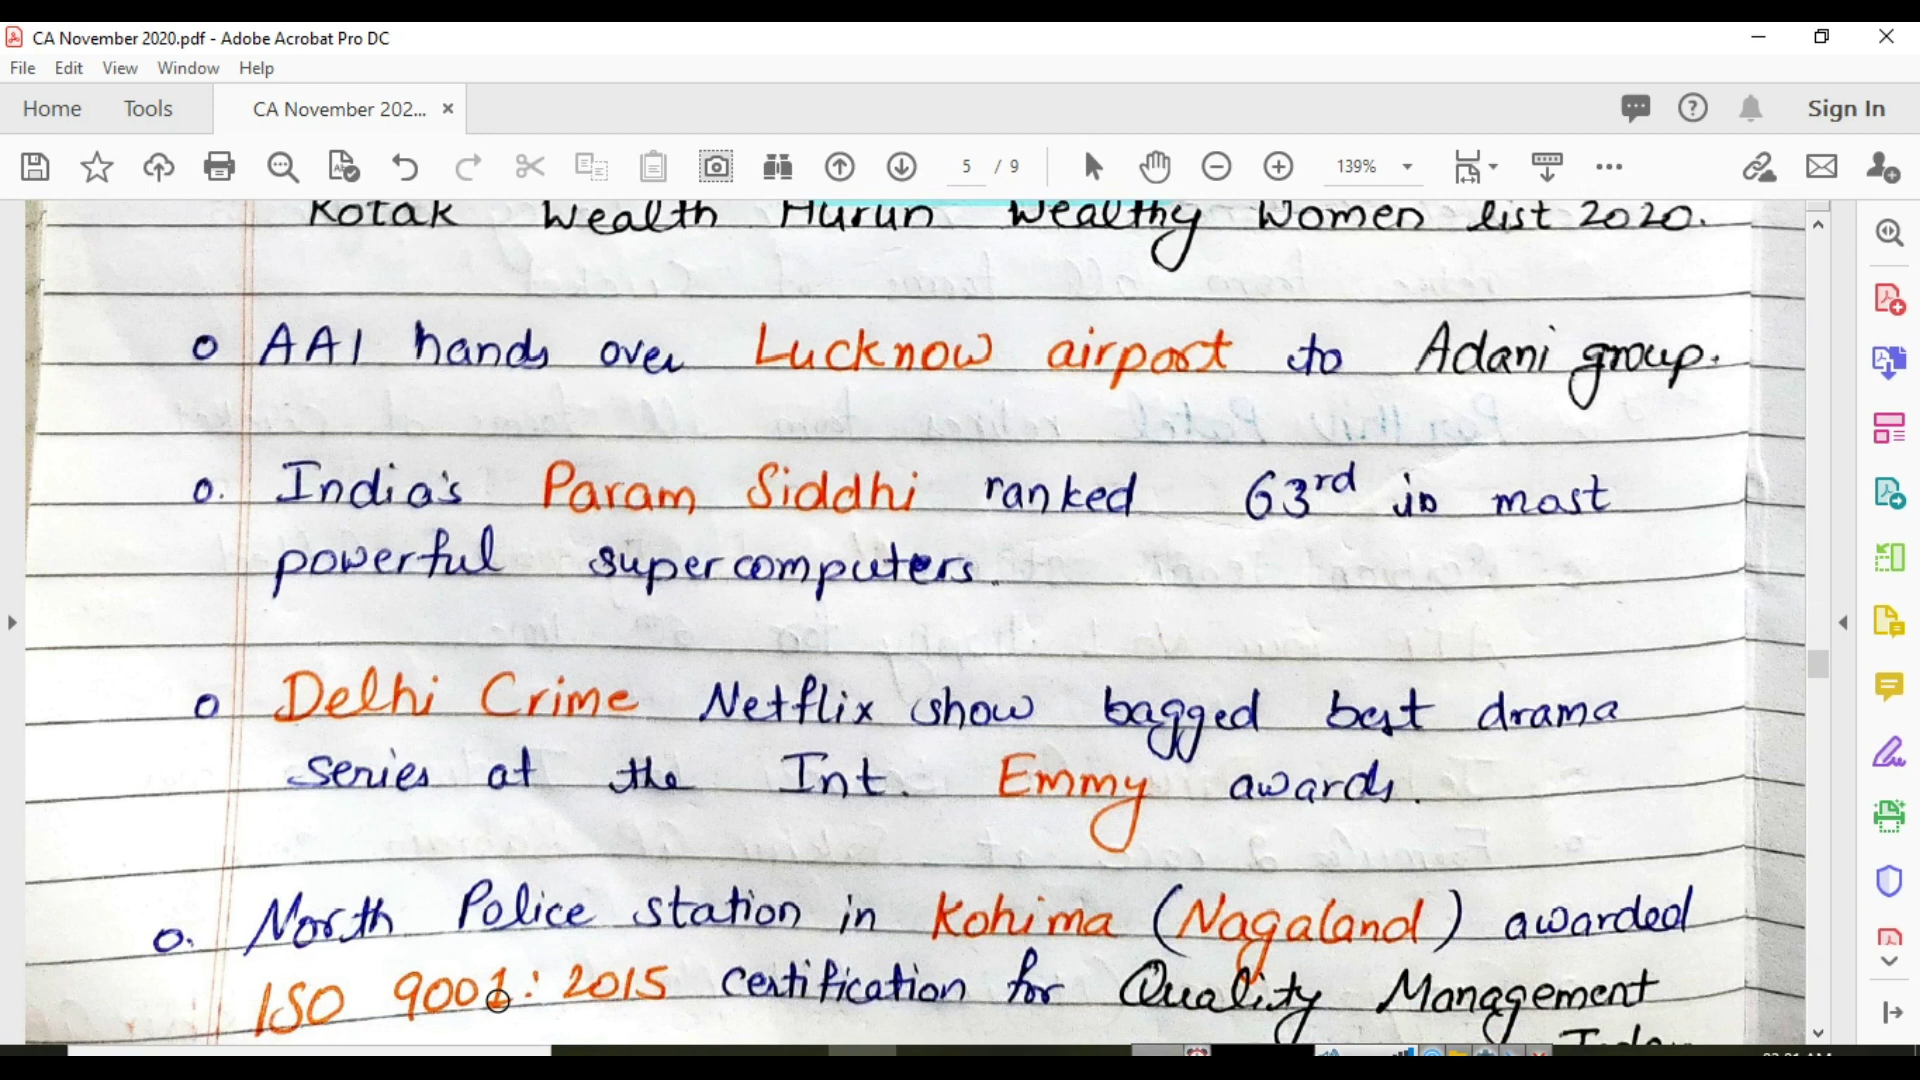 CA November 2020.pdf - Adobe Acrobat Pro DC
File Edit View Window Help
Home Tools CA November 202... × Sign In
5 / 9 139%
Kotak Wealth Hurun Wealthy Women list 2020.
o AAI hands over Lucknow airport to Adani group.
o. India's Param Siddhi ranked 63rd in most
powerful supercomputers.
o Delhi Crime Netflix show bagged best drama
series at the Int. Emmy awards.
o. North Police station in Kohima (Nagaland) awarded
ISO 9001: 2015 certification for Quality Management